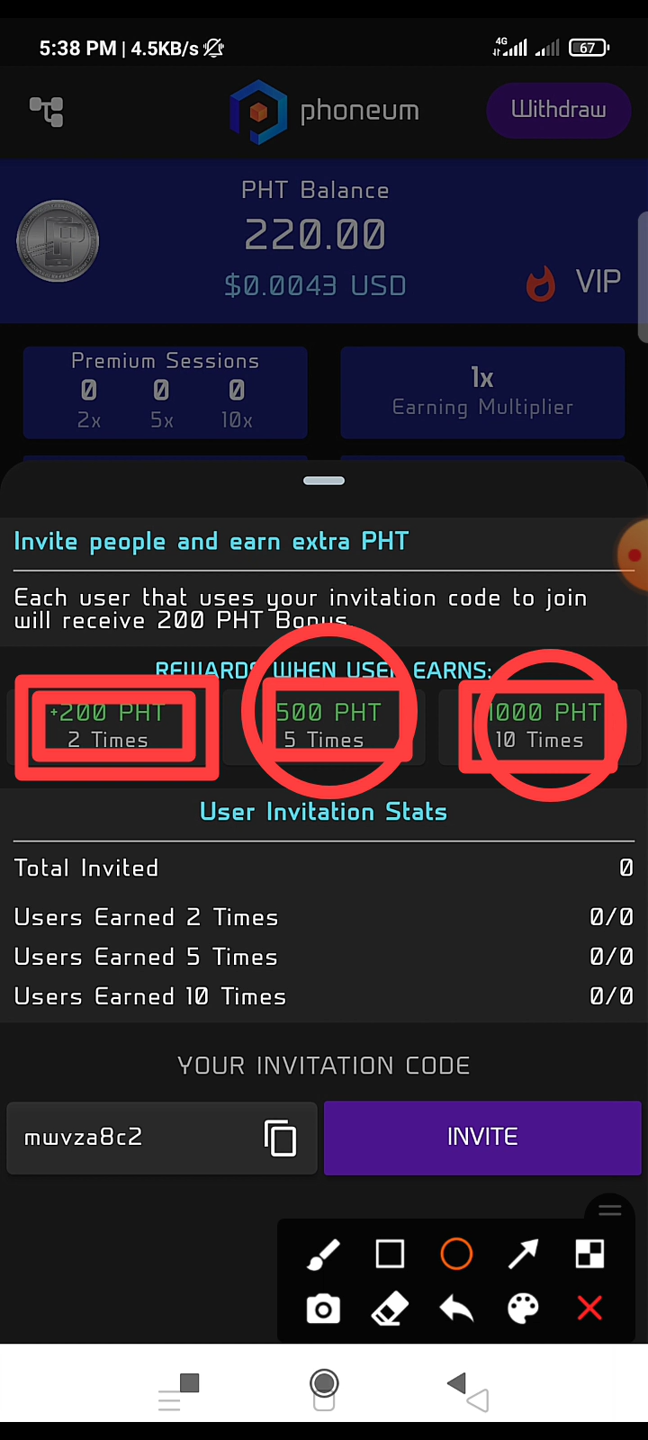 5:38 PM | 4.5KB/s
4G
67
phoneum
Withdraw
PHT Balance
220.00
$0.0043 USD
VIP
Premium Sessions
0 0 0
2x 5x 10x
1x
Earning Multiplier
Invite people and earn extra PHT
Each user that uses your invitation code to join
will receive 200 PHT Bonus.
REWARDS WHEN USER EARNS:
+200 PHT
2 Times
500 PHT
5 Times
1000 PHT
10 Times
User Invitation Stats
Total Invited 0
Users Earned 2 Times 0/0
Users Earned 5 Times 0/0
Users Earned 10 Times 0/0
YOUR INVITATION CODE
mwvza8c2
INVITE